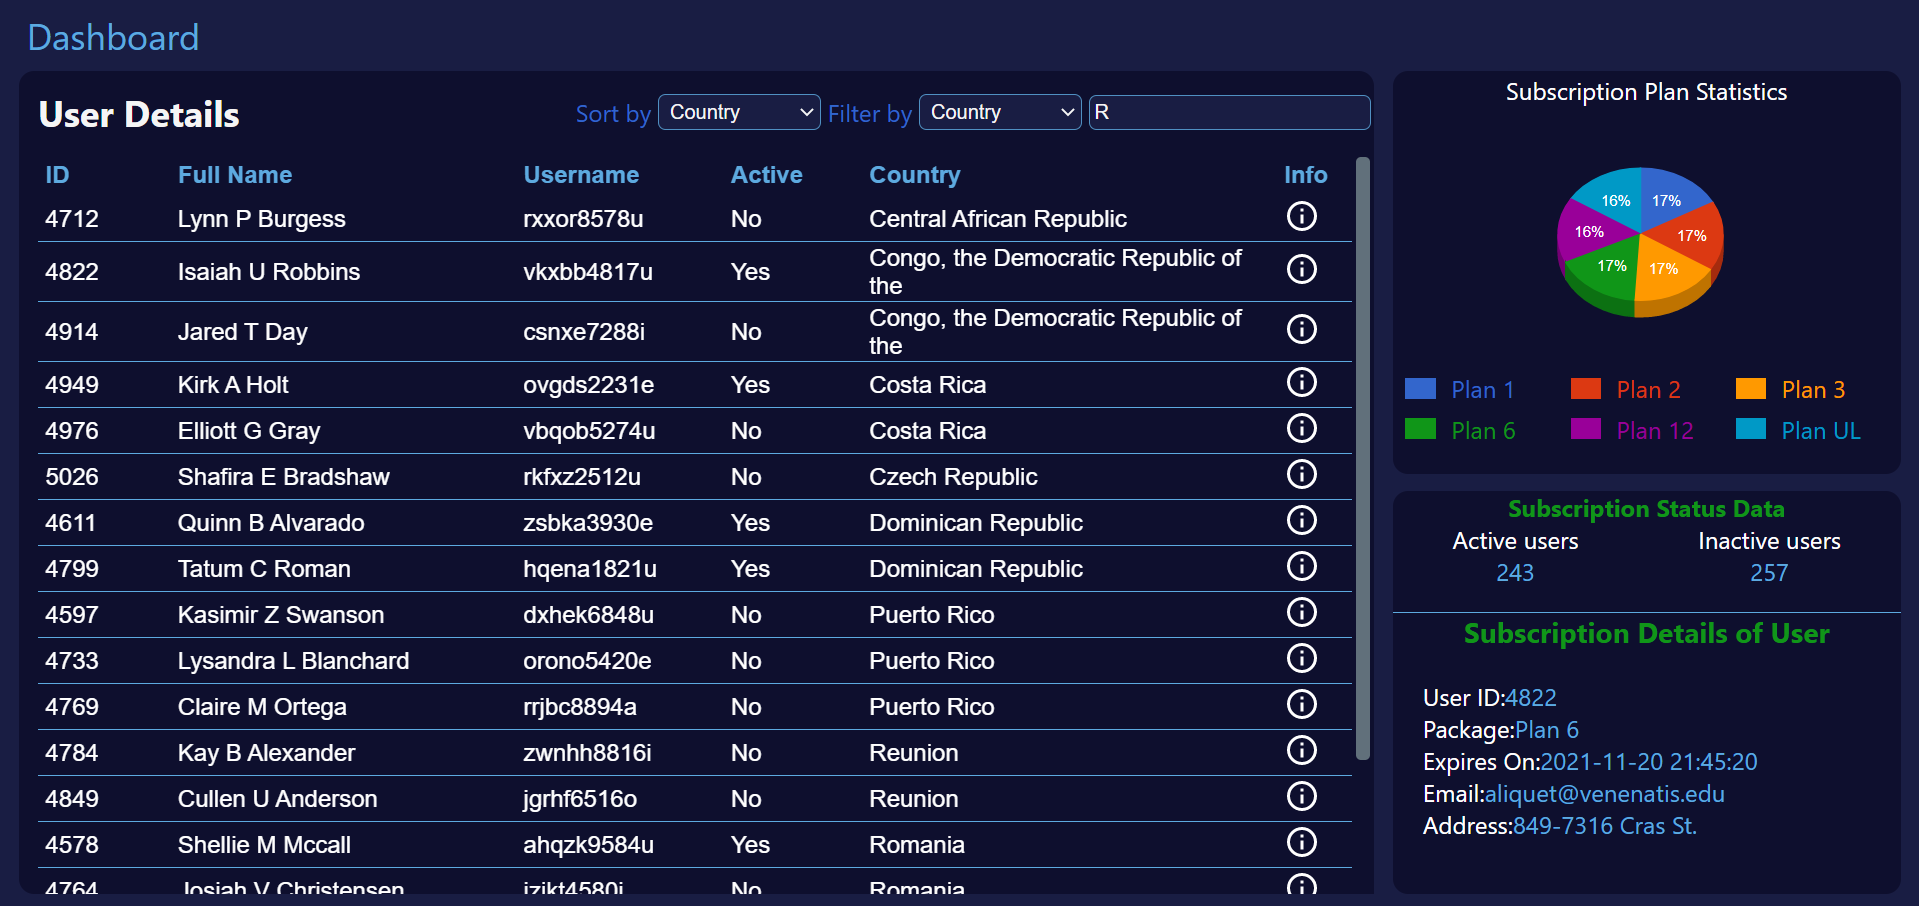 Dashboard
User Details
Sort by Country Filter by Country R
ID Full Name Username Active Country Info
4712 Lynn P Burgess rxxor8578u No Central African Republic
4822 Isaiah U Robbins vkxbb4817u Yes Congo, the Democratic Republic of
the
4914 Jared T Day csnxe7288i No Congo, the Democratic Republic of
the
4949 Kirk A Holt ovgds2231e Yes Costa Rica
4976 Elliott G Gray vbqob5274u No Costa Rica
5026 Shafira E Bradshaw rkfxz2512u No Czech Republic
4611 Quinn B Alvarado zsbka3930e Yes Dominican Republic
4799 Tatum C Roman hqena1821u Yes Dominican Republic
4597 Kasimir Z Swanson dxhek6848u No Puerto Rico
4733 Lysandra L Blanchard orono5420e No Puerto Rico
4769 Claire M Ortega rrjbc8894a No Puerto Rico
4784 Kay B Alexander zwnhh8816i No Reunion
4849 Cullen U Anderson jgrhf6516o No Reunion
4578 Shellie M Mccall ahqzk9584u Yes Romania
4764 Josiah V Christensen No Romania
Subscription Plan Statistics
16% 17%
16% 17%
17% 17%
Plan 1 Plan 2 Plan 3
Plan 6 Plan 12 Plan UL
Subscription Status Data
Active users Inactive users
243 257
Subscription Details of User
User ID:4822
Package:Plan 6
Expires On:2021-11-20 21:45:20
Email:aliquet@venenatis.edu
Address:849-7316 Cras St.